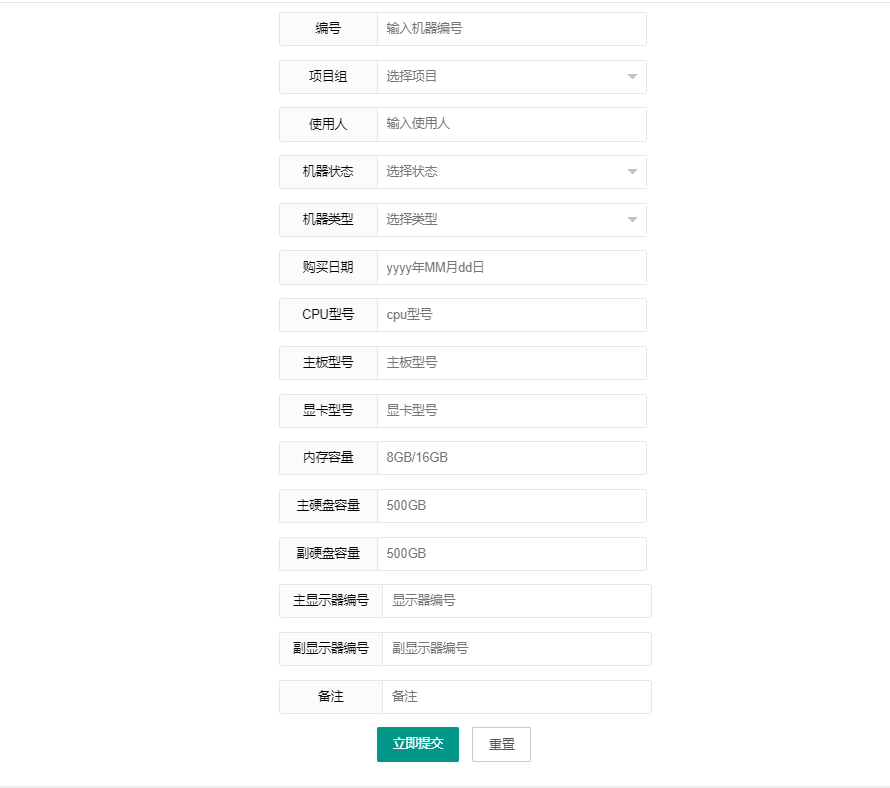 编号 输入机器编号
项目组 选择项目
使用人 输入使用人
机器状态 选择状态
机器类型 选择类型
购买日期 yyyy年MM月dd日
CPU型号 cpu型号
主板型号 主板型号
显卡型号 显卡型号
内存容量 8GB/16GB
主硬盘容量 500GB
副硬盘容量 500GB
主显示器编号 显示器编号
副显示器编号 副显示器编号
备注 备注
立即提交 重置